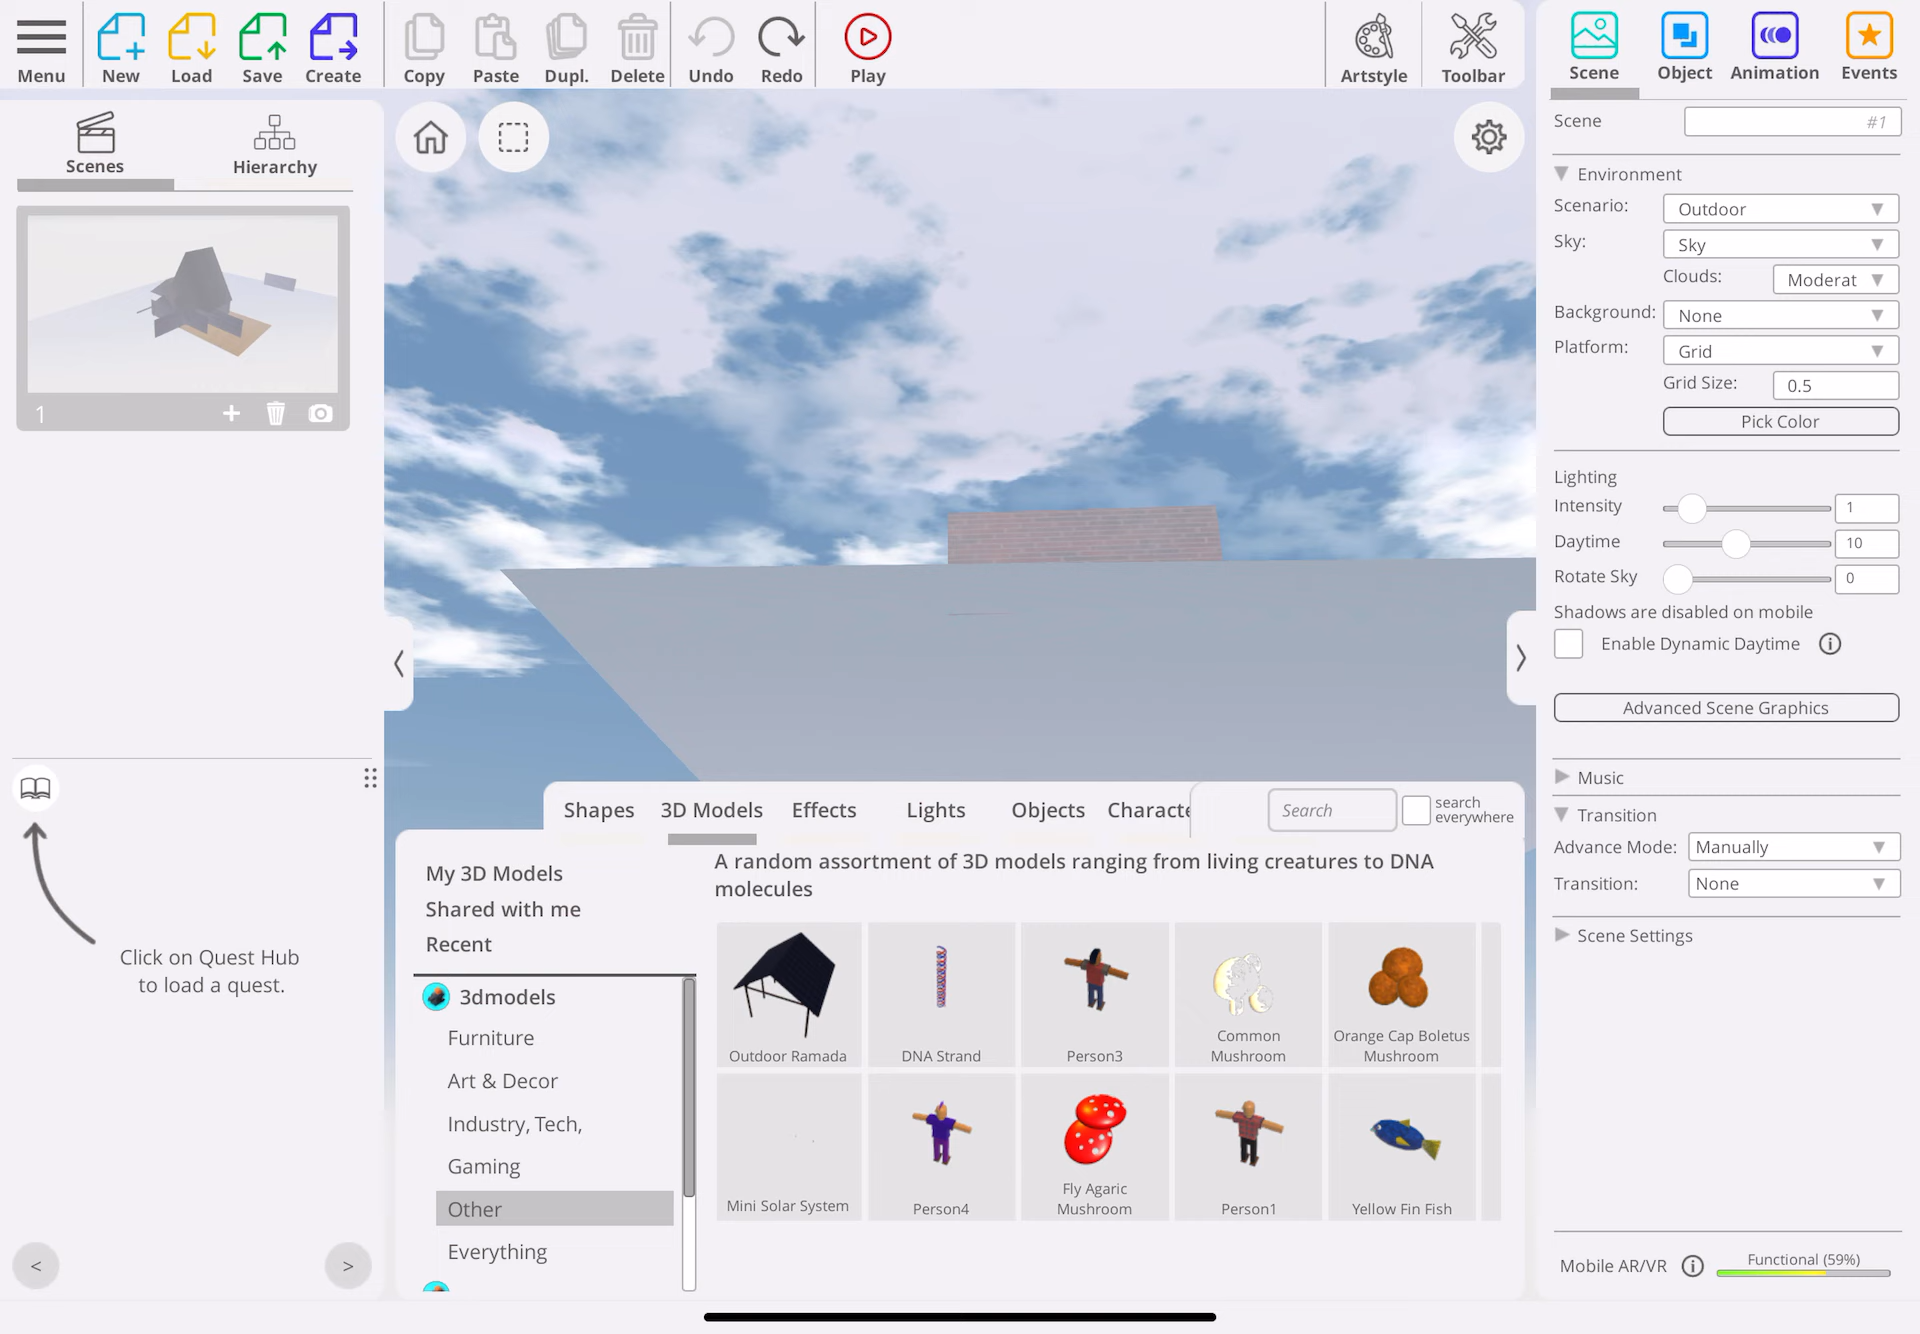 Menu
New
Load
Save
Create
Copy
Paste
Dupl.
Delete
Undo
Redo
Play
Artstyle
Toolbar
Scene
Object
Animation
Events
Scenes
Hierarchy
1
Click on Quest Hub
to load a quest.
<
>
Shapes
3D Models
Effects
Lights
Objects
Characte
Search
search
everywhere
My 3D Models
Shared with me
Recent
3dmodels
Furniture
Art & Decor
Industry, Tech,
Gaming
Other
Everything
A random assortment of 3D models ranging from living creatures to DNA
molecules
Outdoor Ramada
DNA Strand
Person3
Common
Mushroom
Orange Cap Boletus
Mushroom
Mini Solar System
Person4
Fly Agaric
Mushroom
Person1
Yellow Fin Fish
Scene
#1
Environment
Scenario:
Outdoor
Sky:
Sky
Clouds:
Moderat
Background:
None
Platform:
Grid
Grid Size:
0.5
Pick Color
Lighting
Intensity
1
Daytime
10
Rotate Sky
0
Shadows are disabled on mobile
Enable Dynamic Daytime
Advanced Scene Graphics
Music
Transition
Advance Mode:
Manually
Transition:
None
Scene Settings
Mobile AR/VR
Functional (59%)